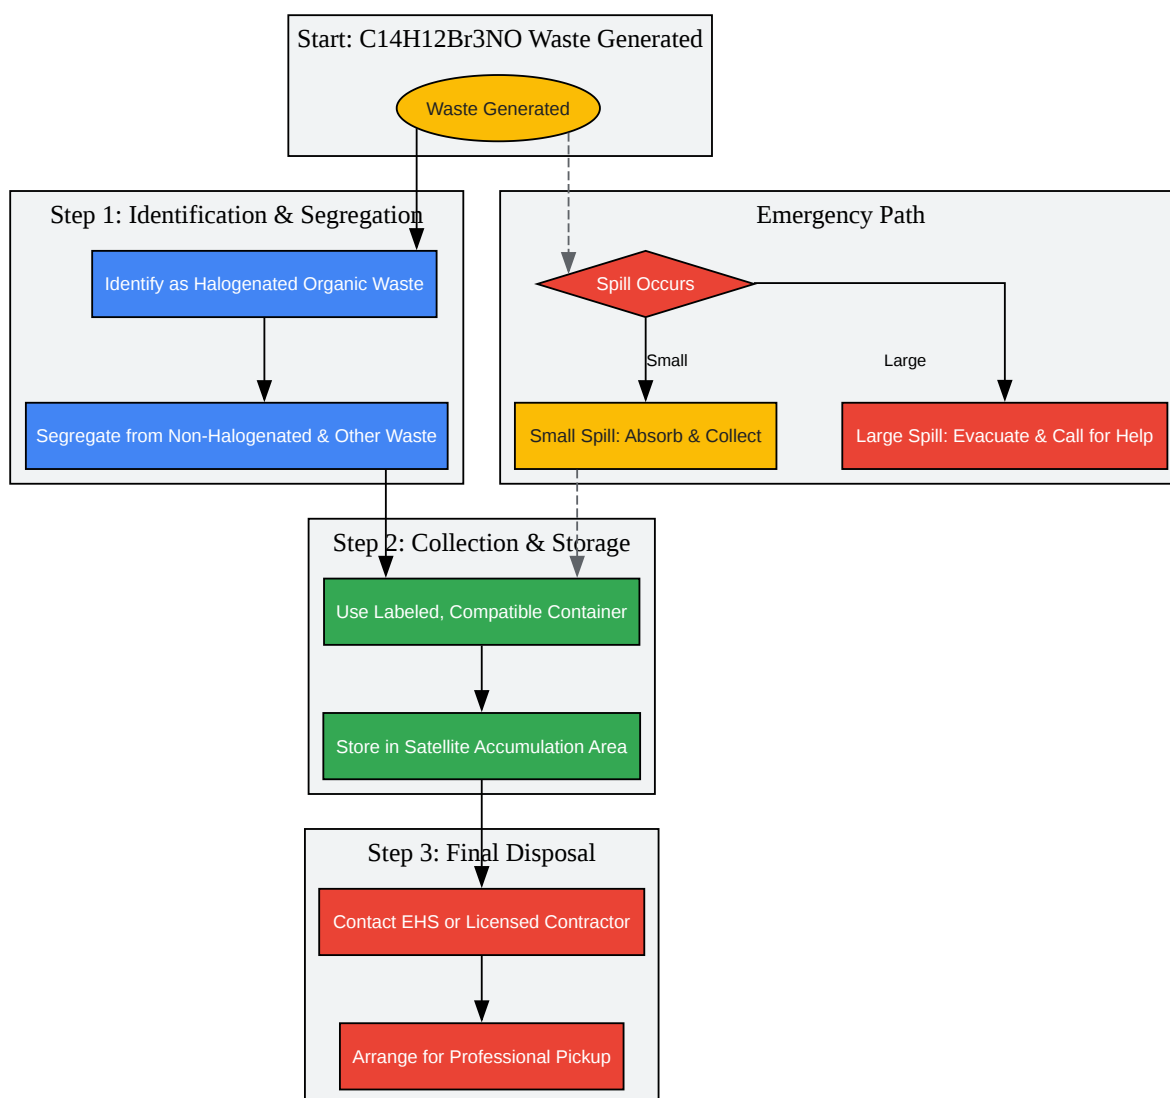 Start: C14H12Br3NO Waste Generated
Waste Generated
Step 1: Identification & Segregation
Identify as Halogenated Organic Waste
Segregate from Non-Halogenated & Other Waste
Emergency Path
Spill Occurs
Small
Large
Small Spill: Absorb & Collect
Large Spill: Evacuate & Call for Help
Step 2: Collection & Storage
Use Labeled, Compatible Container
Store in Satellite Accumulation Area
Step 3: Final Disposal
Contact EHS or Licensed Contractor
Arrange for Professional Pickup